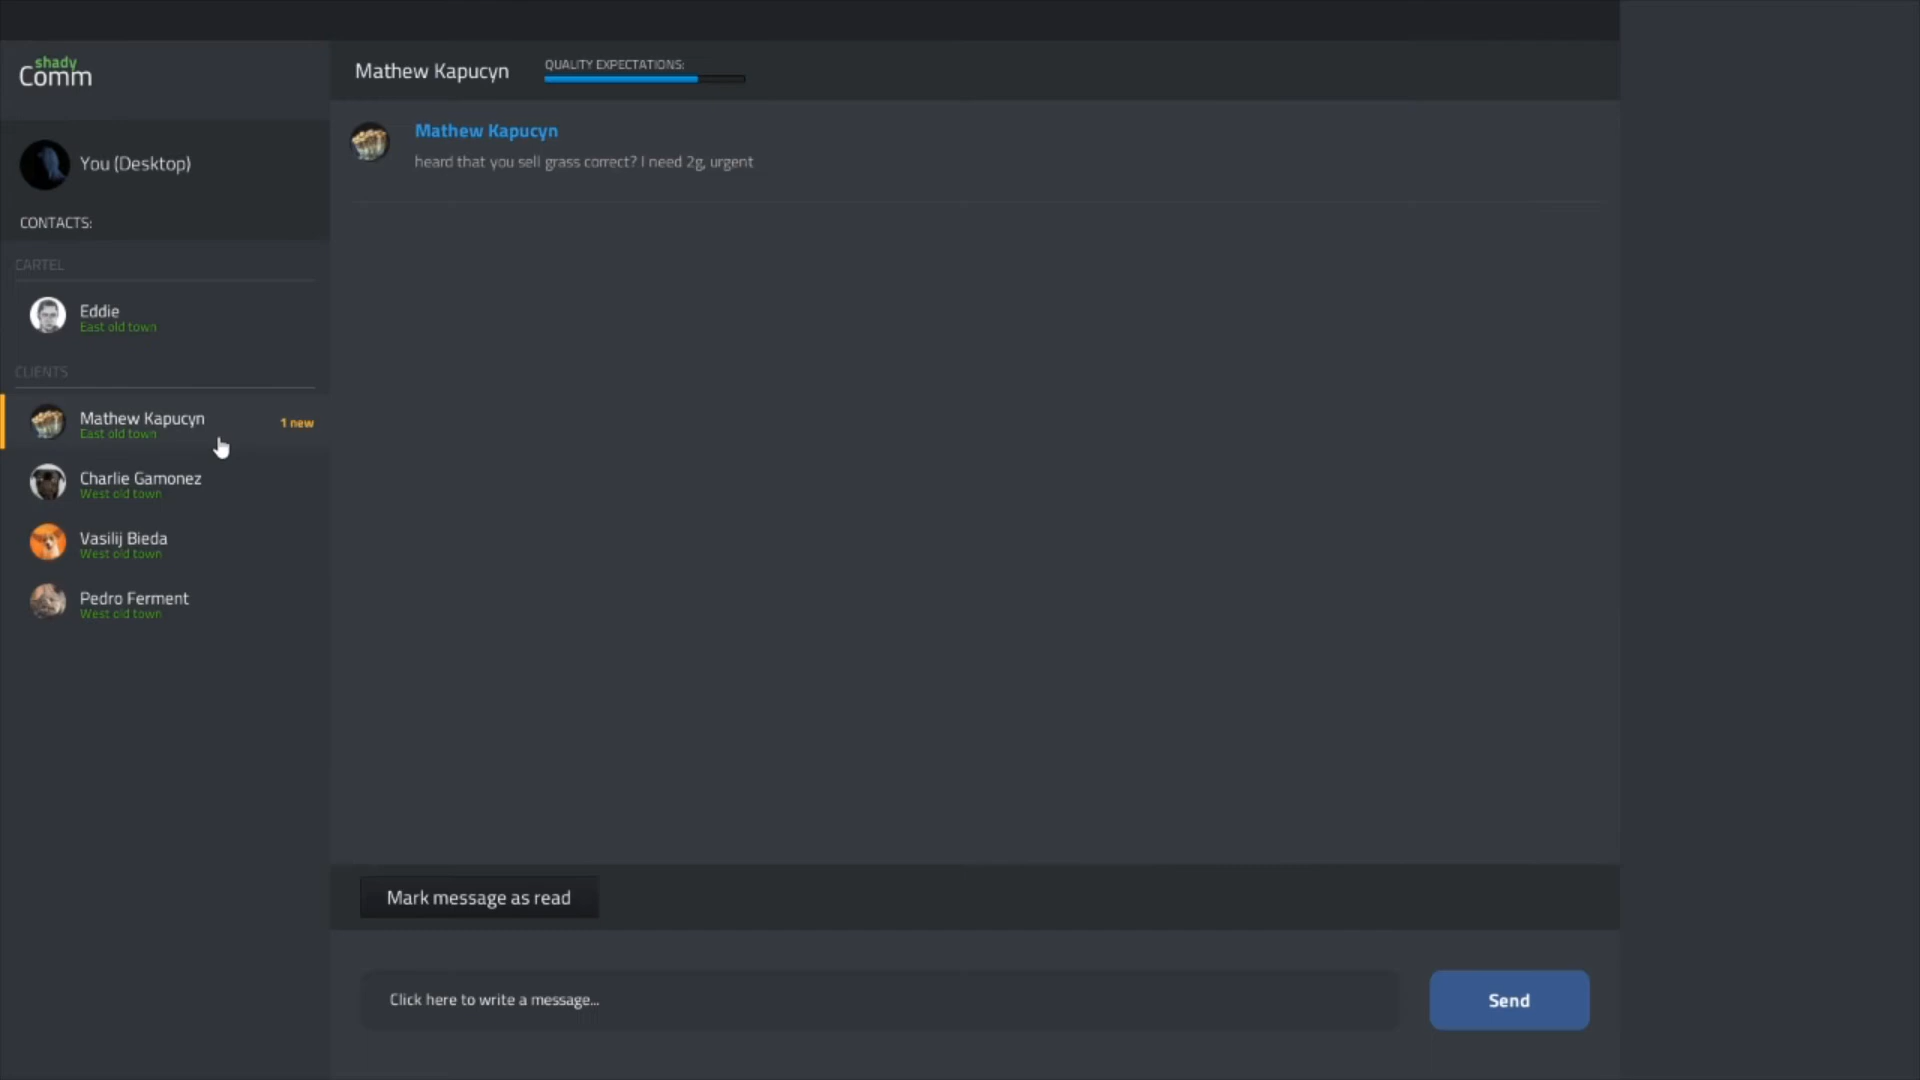 shady
Comm
You (Desktop)
CONTACTS:
CARTEL
Eddie
East old town
CLIENTS
Mathew Kapucyn
East old town
1 new
Charlie Gamonez
West old town
Vasilij Bieda
West old town
Pedro Ferment
West old town
Mathew Kapucyn
QUALITY EXPECTATIONS:
Mathew Kapucyn
heard that you sell grass correct? I need 2g, urgent
Mark message as read
Click here to write a message...
Send